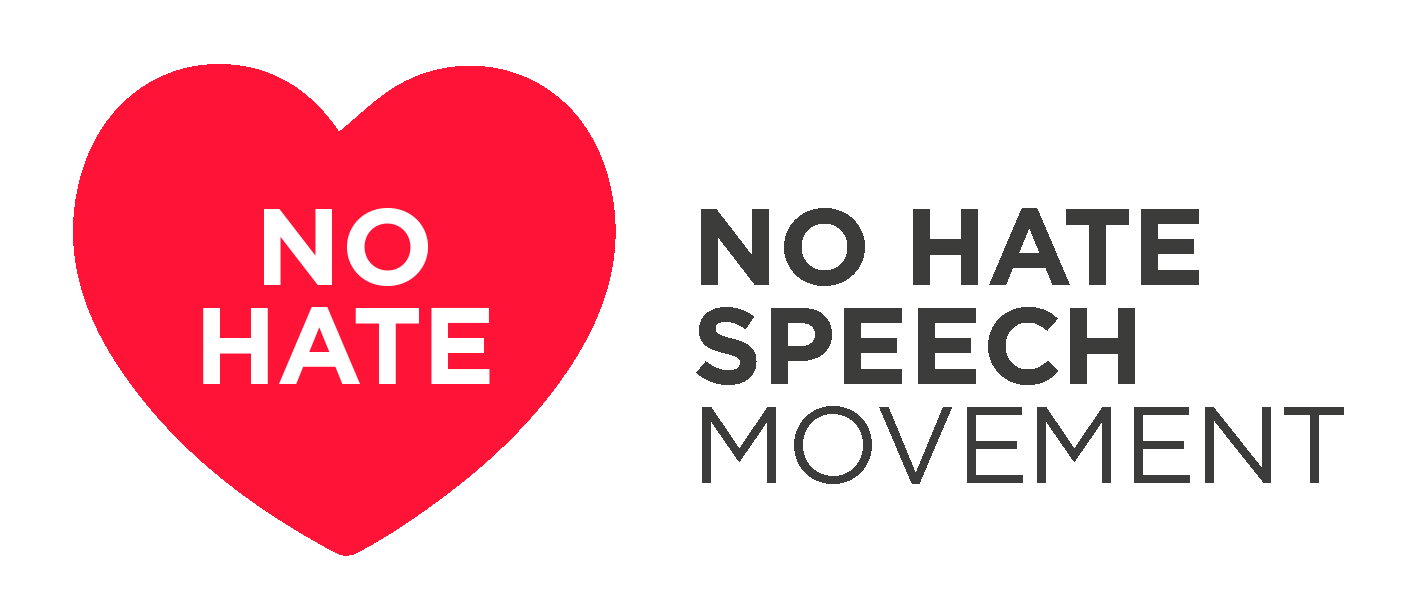 NO
HATE
NO HATE
SPEECH
MOVEMENT